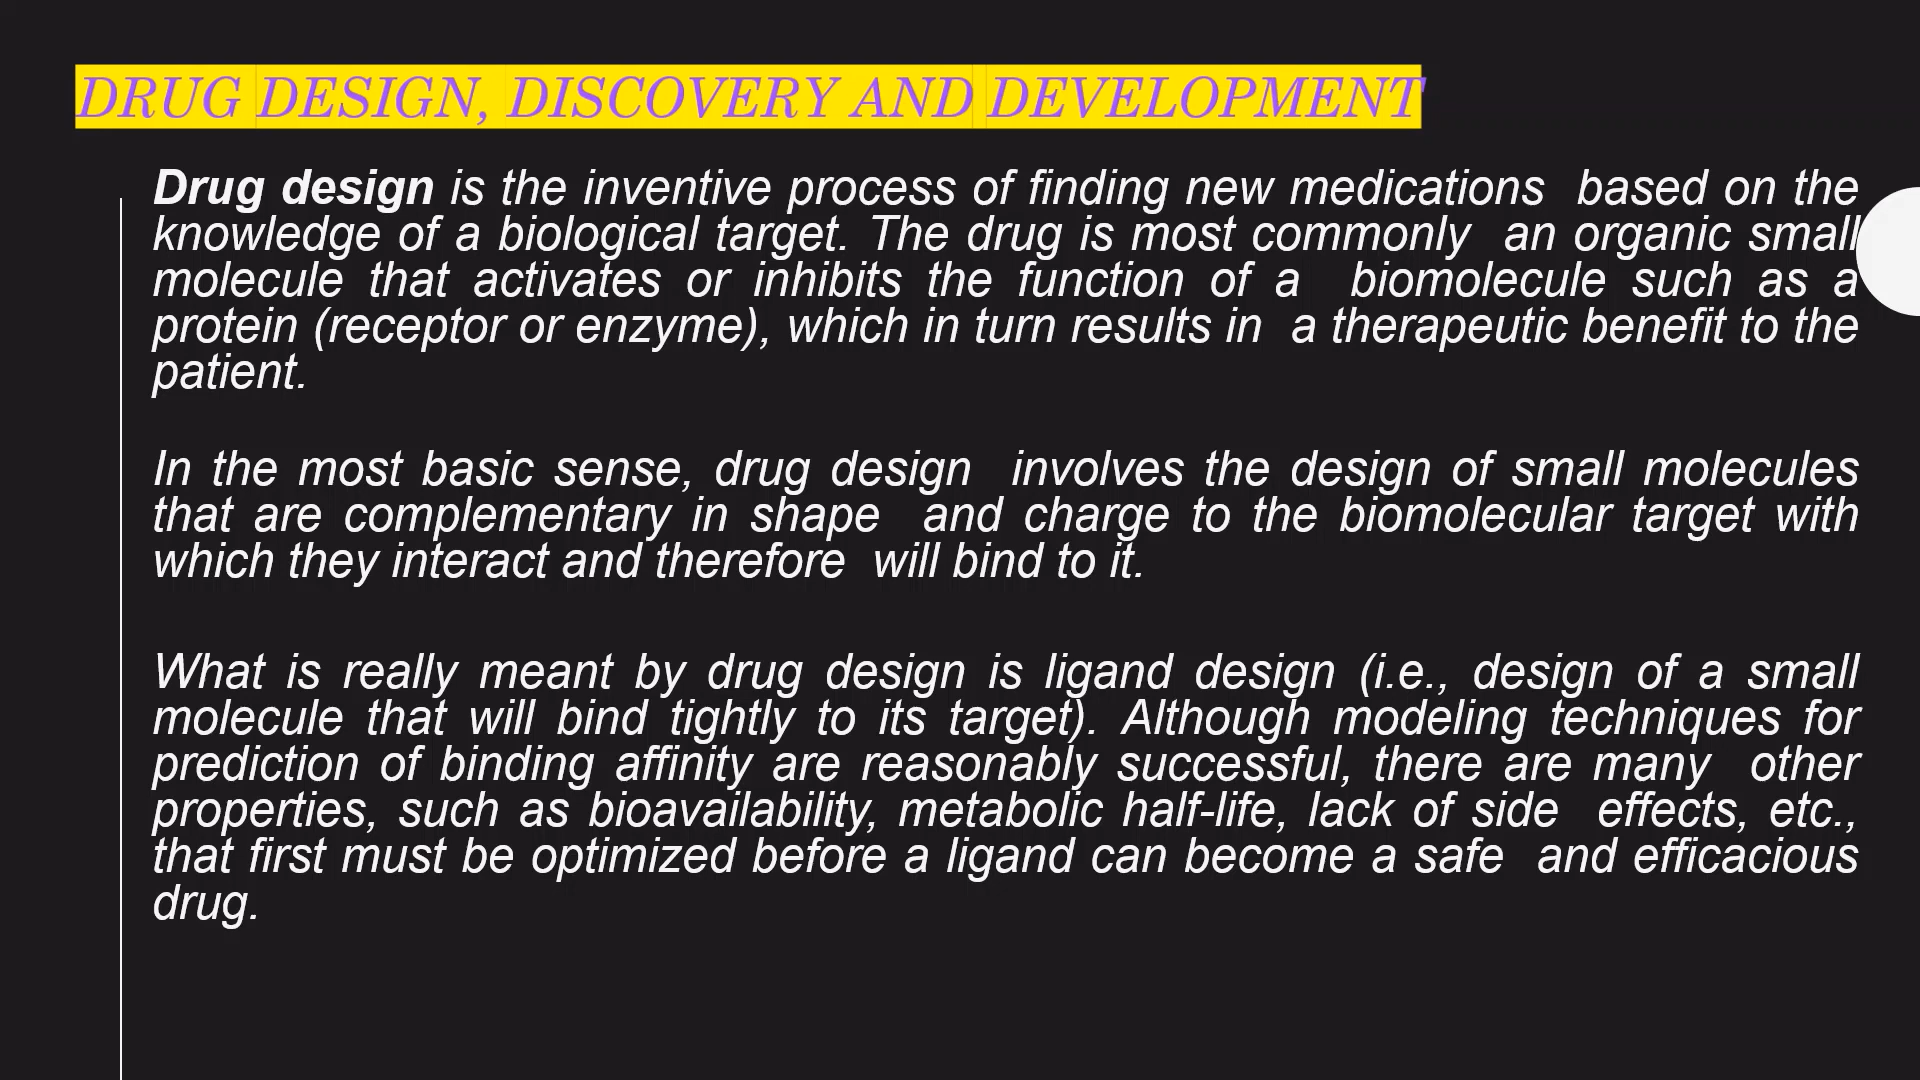 DRUG DESIGN, DISCOVERY AND DEVELOPMENT
Drug design is the inventive process of finding new medications based on the
knowledge of a biological target. The drug is most commonly an organic small
molecule that activates or inhibits the function of a biomolecule such as a
protein (receptor or enzyme), which in turn results in a therapeutic benefit to the
patient.
In the most basic sense, drug design involves the design of small molecules
that are complementary in shape and charge to the biomolecular target with
which they interact and therefore will bind to it.
What is really meant by drug design is ligand design (i.e., design of a small
molecule that will bind tightly to its target). Although modeling techniques for
prediction of binding affinity are reasonably successful, there are many other
properties, such as bioavailability, metabolic half-life, lack of side effects, etc.,
that first must be optimized before a ligand can become a safe and efficacious
drug.